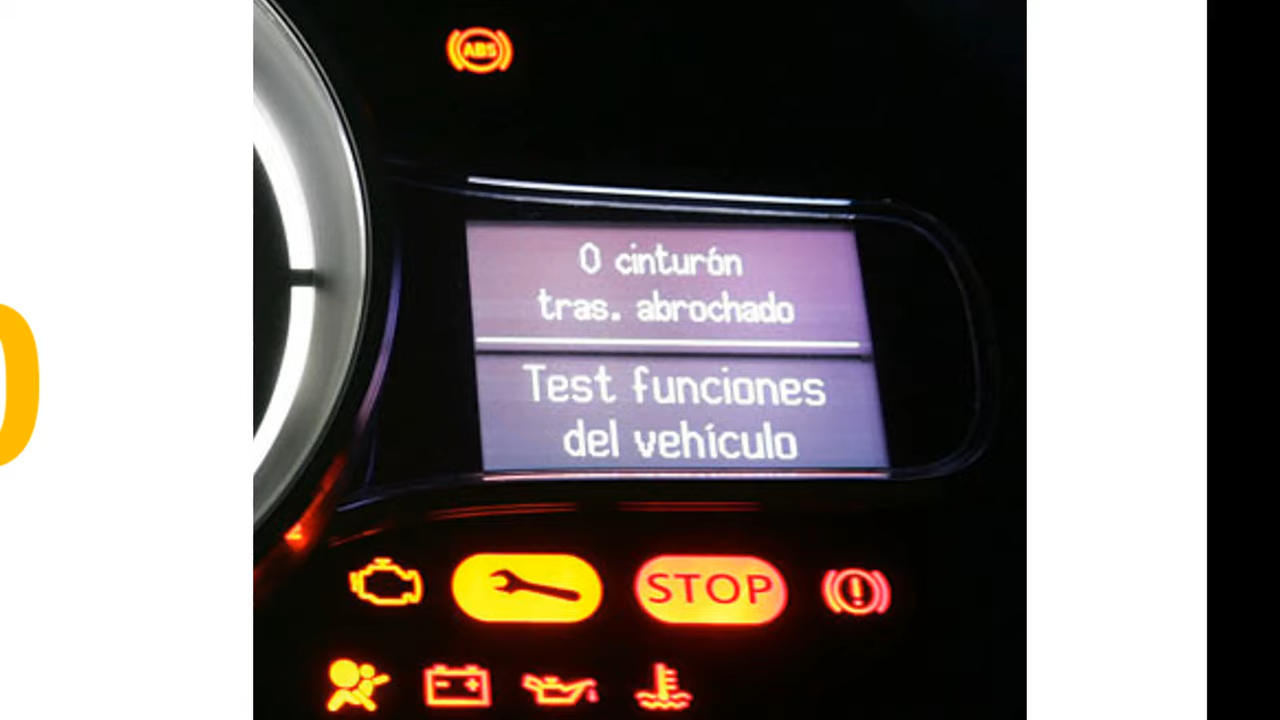 ABS
0 cinturón
tras. abrochado
Test funciones
del vehículo
STOP